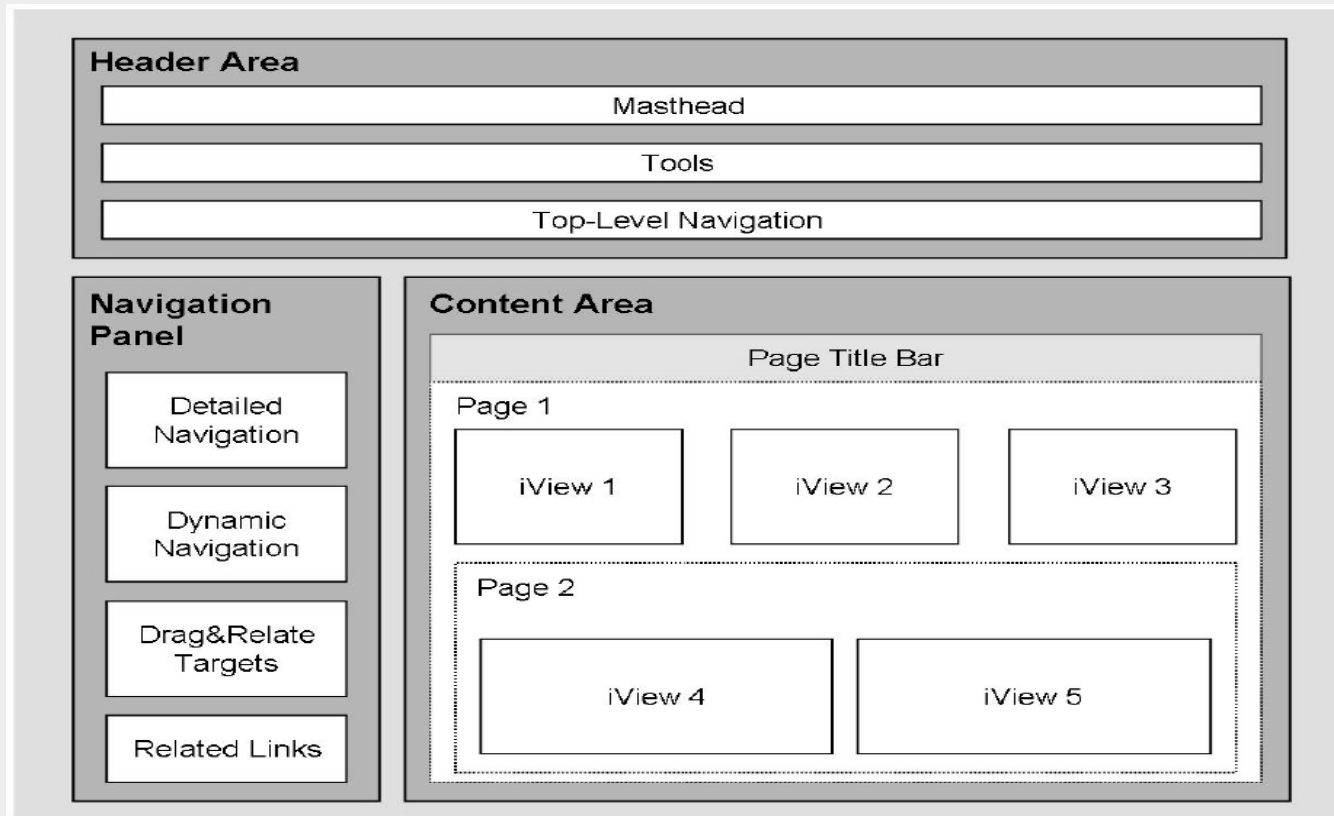 Header Area
Masthead
Tools
Top-Level Navigation
Navigation
Panel
Detailed
Navigation
Dynamic
Navigation
Drag&Relate
Targets
Related Links
Content Area
Page Title Bar
Page 1
iView 1
iView 2
iView 3
Page 2
iView 4
iView 5